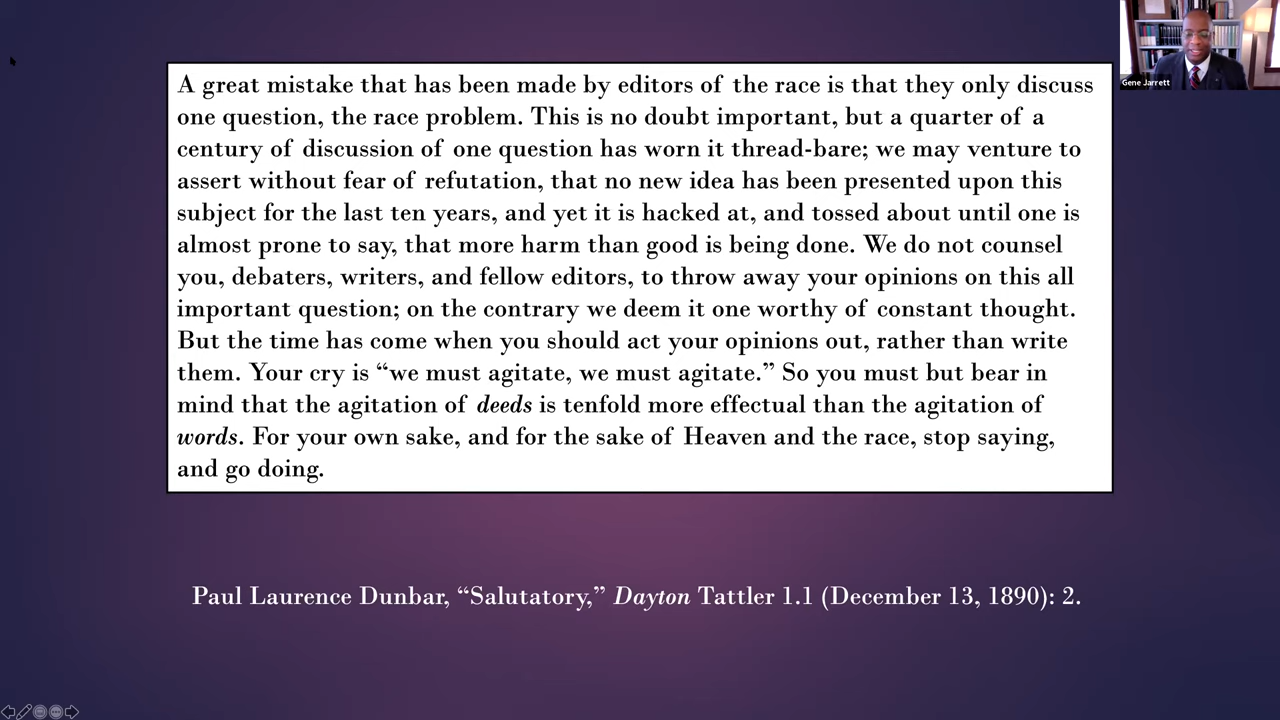 Gene Jarrett
A great mistake that has been made by editors of the race is that they only discuss
one question, the race problem. This is no doubt important, but a quarter of a
century of discussion of one question has worn it thread-bare; we may venture to
assert without fear of refutation, that no new idea has been presented upon this
subject for the last ten years, and yet it is hacked at, and tossed about until one is
almost prone to say, that more harm than good is being done. We do not counsel
you, debaters, writers, and fellow editors, to throw away your opinions on this all
important question; on the contrary we deem it one worthy of constant thought.
But the time has come when you should act your opinions out, rather than write
them. Your cry is “we must agitate, we must agitate.” So you must but bear in
mind that the agitation of deeds is tenfold more effectual than the agitation of
words. For your own sake, and for the sake of Heaven and the race, stop saying,
and go doing.
Paul Laurence Dunbar, “Salutatory,” Dayton Tattler 1.1 (December 13, 1890): 2.